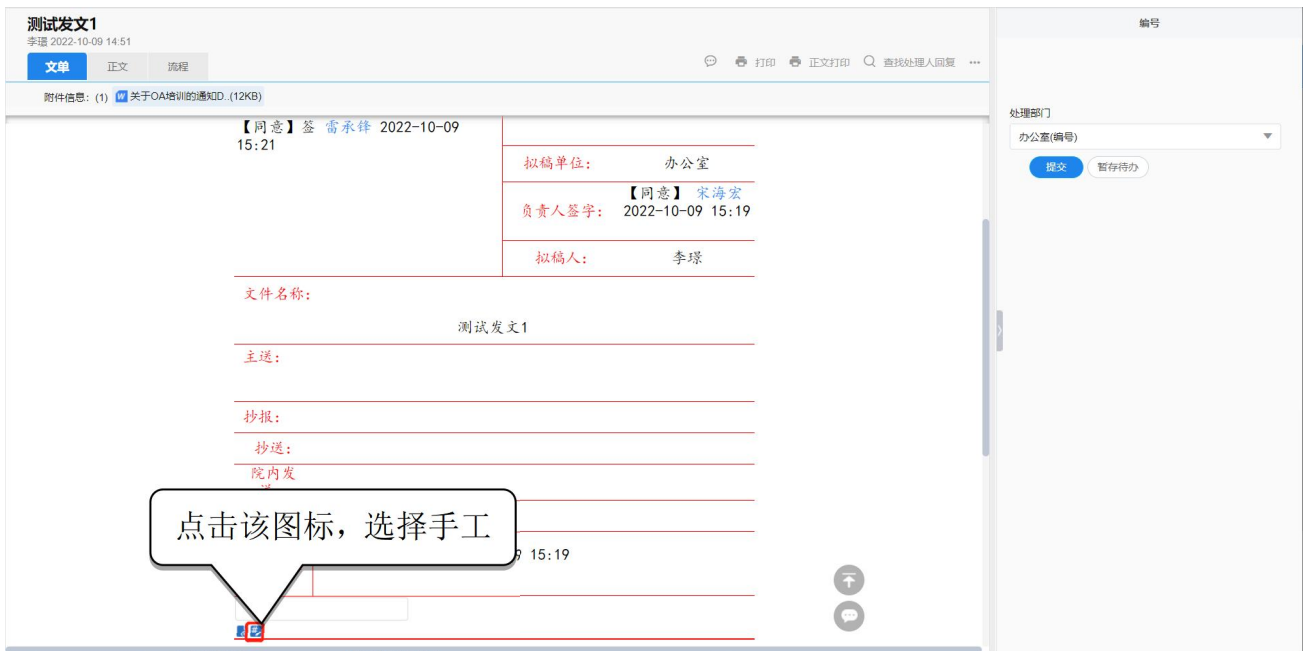 测试发文1
编号
李璟 2022-10-09 14:51
文单 正文 流程 打印 正文打印 查找处理人回复
附件信息: (1) 关于OA培训的通知D..(12KB)
处理部门
办公室(编号)
提交 暂存待办
【同意】签 雷承锋 2022-10-09
15:21
拟稿单位: 办公室
【同意】 宋海宏
负责人签字: 2022-10-09 15:19
拟稿人: 李璟
文件名称:
测试发文1
主送:
抄报:
抄送:
院内发
点击该图标，选择手工
15:19